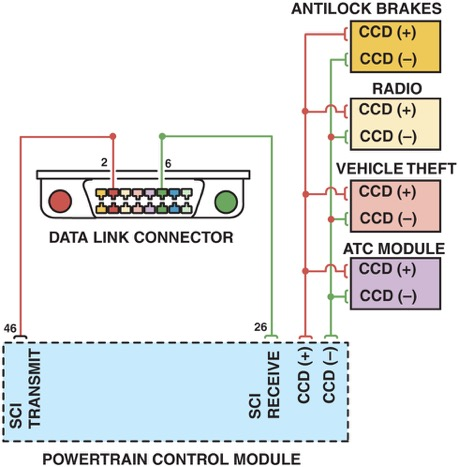 ANTILOCK BRAKES
CCD (+)
CCD (–)
RADIO
CCD (+)
CCD (–)
VEHICLE THEFT
CCD (+)
CCD (–)
ATC MODULE
CCD (+)
CCD (–)
2
6
DATA LINK CONNECTOR
46
26
SCI
TRANSMIT
SCI
RECEIVE
CCD (+)
CCD (–)
POWERTRAIN CONTROL MODULE